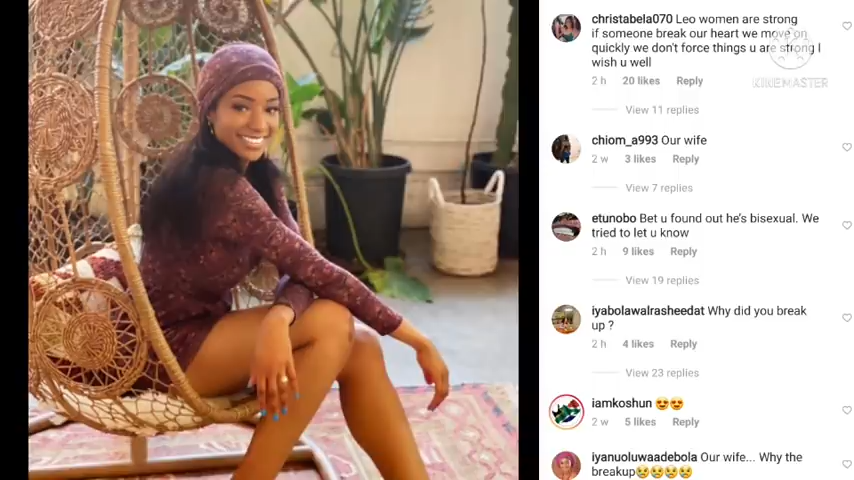 christabela070 Leo women are strong
if someone break our heart we move on
quickly we don't force things u are strong I
wish u well
2 h 20 likes Reply
View 11 replies
KINEMASTER
chiom_a993 Our wife
2 w 3 likes Reply
View 7 replies
etunobo Bet u found out he's bisexual. We
tried to let u know
2 h 9 likes Reply
View 19 replies
iyabolawalrasheedat Why did you break
up ?
2 h 4 likes Reply
View 23 replies
iamkoshun 😍😍
2 w 5 likes Reply
iyanuoluwaadebola Our wife... Why the
breakup😢😢😢😢